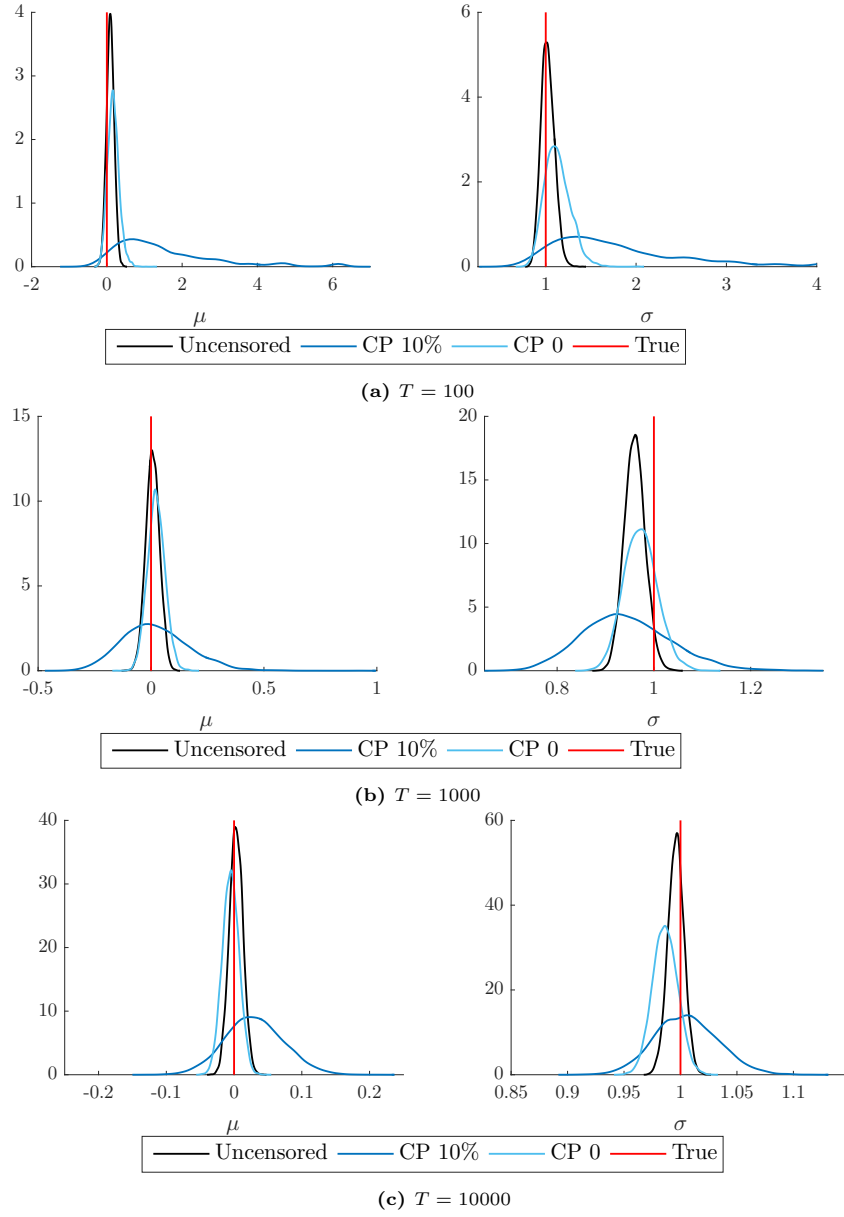 4
3
2
1
0
-2 0 2 4 6
μ
6
4
2
0
1 2 3 4
σ
Uncensored CP 10% CP 0 True
(a) T = 100
15
10
5
0
-0.5 0 0.5 1
μ
20
15
10
5
0
0.8 1 1.2
σ
Uncensored CP 10% CP 0 True
(b) T = 1000
40
30
20
10
0
-0.2 -0.1 0 0.1 0.2
μ
60
40
20
0
0.85 0.9 0.95 1 1.05 1.1
σ
Uncensored CP 10% CP 0 True
(c) T = 10000